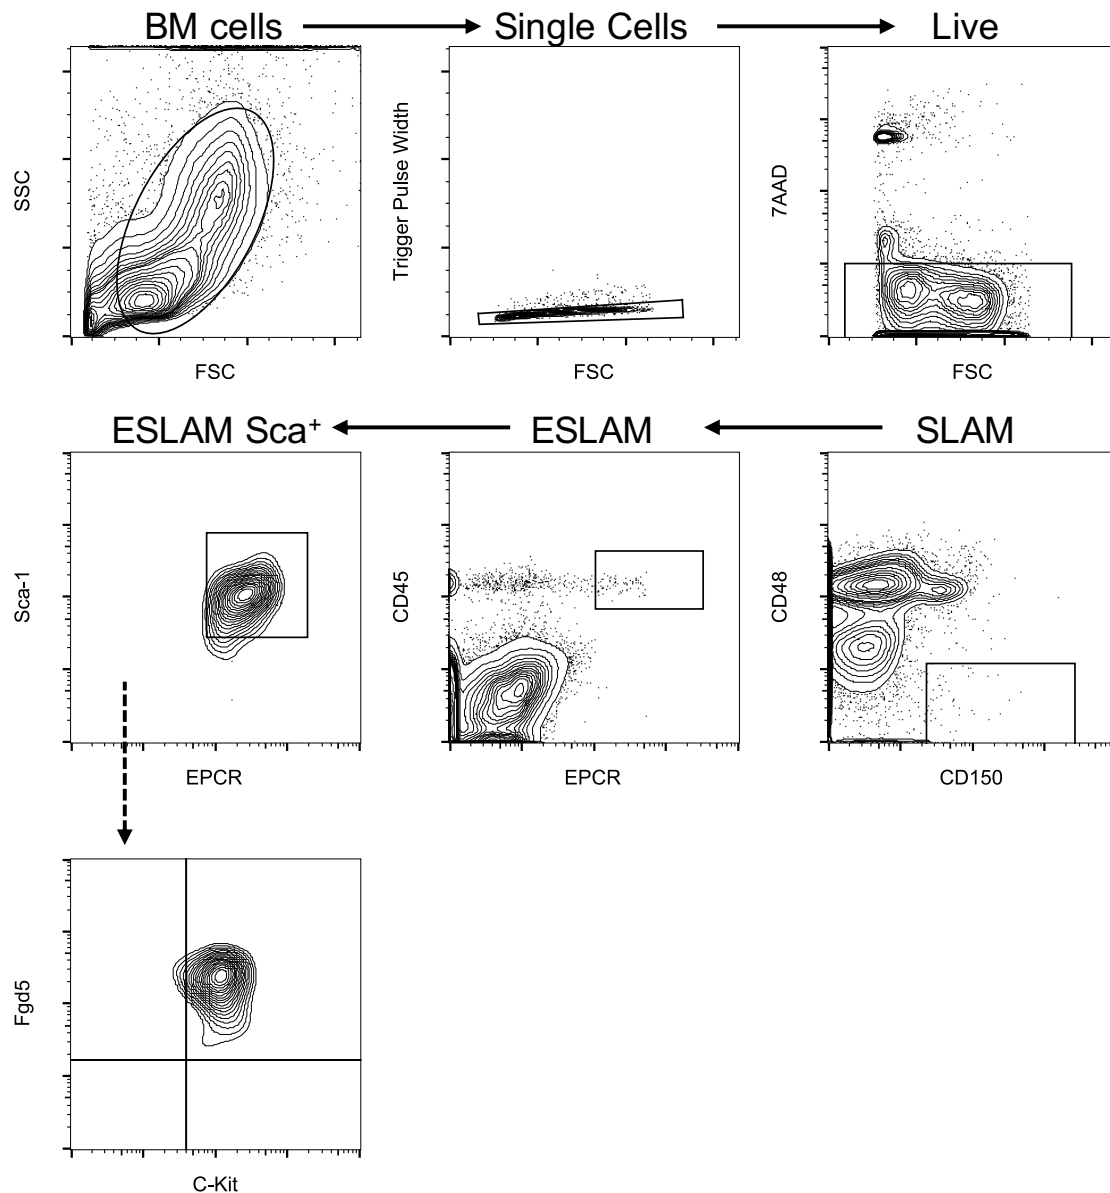 BM cells
Single Cells
Live
SSC
FSC
Trigger Pulse Width
FSC
7AAD
FSC
ESLAM Sca⁺
ESLAM
SLAM
Sca-1
EPCR
CD45
EPCR
CD48
CD150
Fgd5
C-Kit